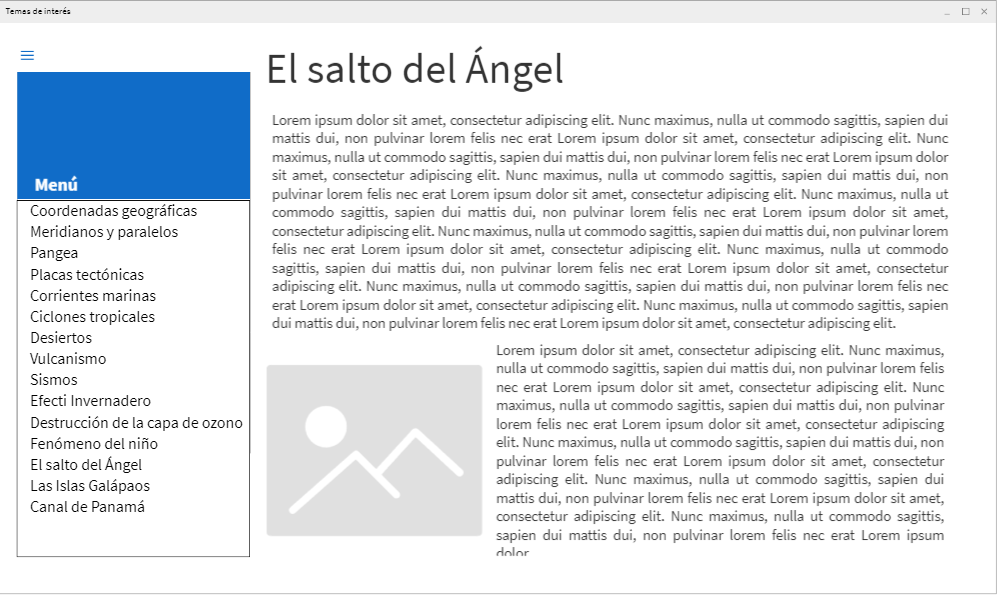 Temas de interés
El salto del Ángel
Menú
Coordenadas geográficas
Meridianos y paralelos
Pangea
Placas tectónicas
Corrientes marinas
Ciclones tropicales
Desiertos
Vulcanismo
Sismos
Efecti Invernadero
Destrucción de la capa de ozono
Fenómeno del niño
El salto del Ángel
Las Islas Galápaos
Canal de Panamá
Lorem ipsum dolor sit amet, consectetur adipiscing elit. Nunc maximus, nulla ut commodo sagittis, sapien dui
mattis dui, non pulvinar lorem felis nec erat Lorem ipsum dolor sit amet, consectetur adipiscing elit. Nunc
maximus, nulla ut commodo sagittis, sapien dui mattis dui, non pulvinar lorem felis nec erat Lorem ipsum dolor
sit amet, consectetur adipiscing elit. Nunc maximus, nulla ut commodo sagittis, sapien dui mattis dui, non
pulvinar lorem felis nec erat Lorem ipsum dolor sit amet, consectetur adipiscing elit. Nunc maximus, nulla ut
commodo sagittis, sapien dui mattis dui, non pulvinar lorem felis nec erat Lorem ipsum dolor sit amet,
consectetur adipiscing elit. Nunc maximus, nulla ut commodo sagittis, sapien dui mattis dui, non pulvinar lorem
felis nec erat Lorem ipsum dolor sit amet, consectetur adipiscing elit. Nunc maximus, nulla ut commodo
sagittis, sapien dui mattis dui, non pulvinar lorem felis nec erat Lorem ipsum dolor sit amet, consectetur
adipiscing elit. Nunc maximus, nulla ut commodo sagittis, sapien dui mattis dui, non pulvinar lorem felis nec
erat Lorem ipsum dolor sit amet, consectetur adipiscing elit. Nunc maximus, nulla ut commodo sagittis, sapien
dui mattis dui, non pulvinar lorem felis nec erat Lorem ipsum dolor sit amet, consectetur adipiscing elit.
Lorem ipsum dolor sit amet, consectetur adipiscing elit. Nunc maximus,
nulla ut commodo sagittis, sapien dui mattis dui, non pulvinar lorem felis
nec erat Lorem ipsum dolor sit amet, consectetur adipiscing elit. Nunc
maximus, nulla ut commodo sagittis, sapien dui mattis dui, non pulvinar
lorem felis nec erat Lorem ipsum dolor sit amet, consectetur adipiscing
elit. Nunc maximus, nulla ut commodo sagittis, sapien dui mattis dui, non
pulvinar lorem felis nec erat Lorem ipsum dolor sit amet, consectetur
adipiscing elit. Nunc maximus, nulla ut commodo sagittis, sapien dui
mattis dui, non pulvinar lorem felis nec erat Lorem ipsum dolor sit amet,
consectetur adipiscing elit. Nunc maximus, nulla ut commodo sagittis,
sapien dui mattis dui, non pulvinar lorem felis nec erat Lorem ipsum
dolor